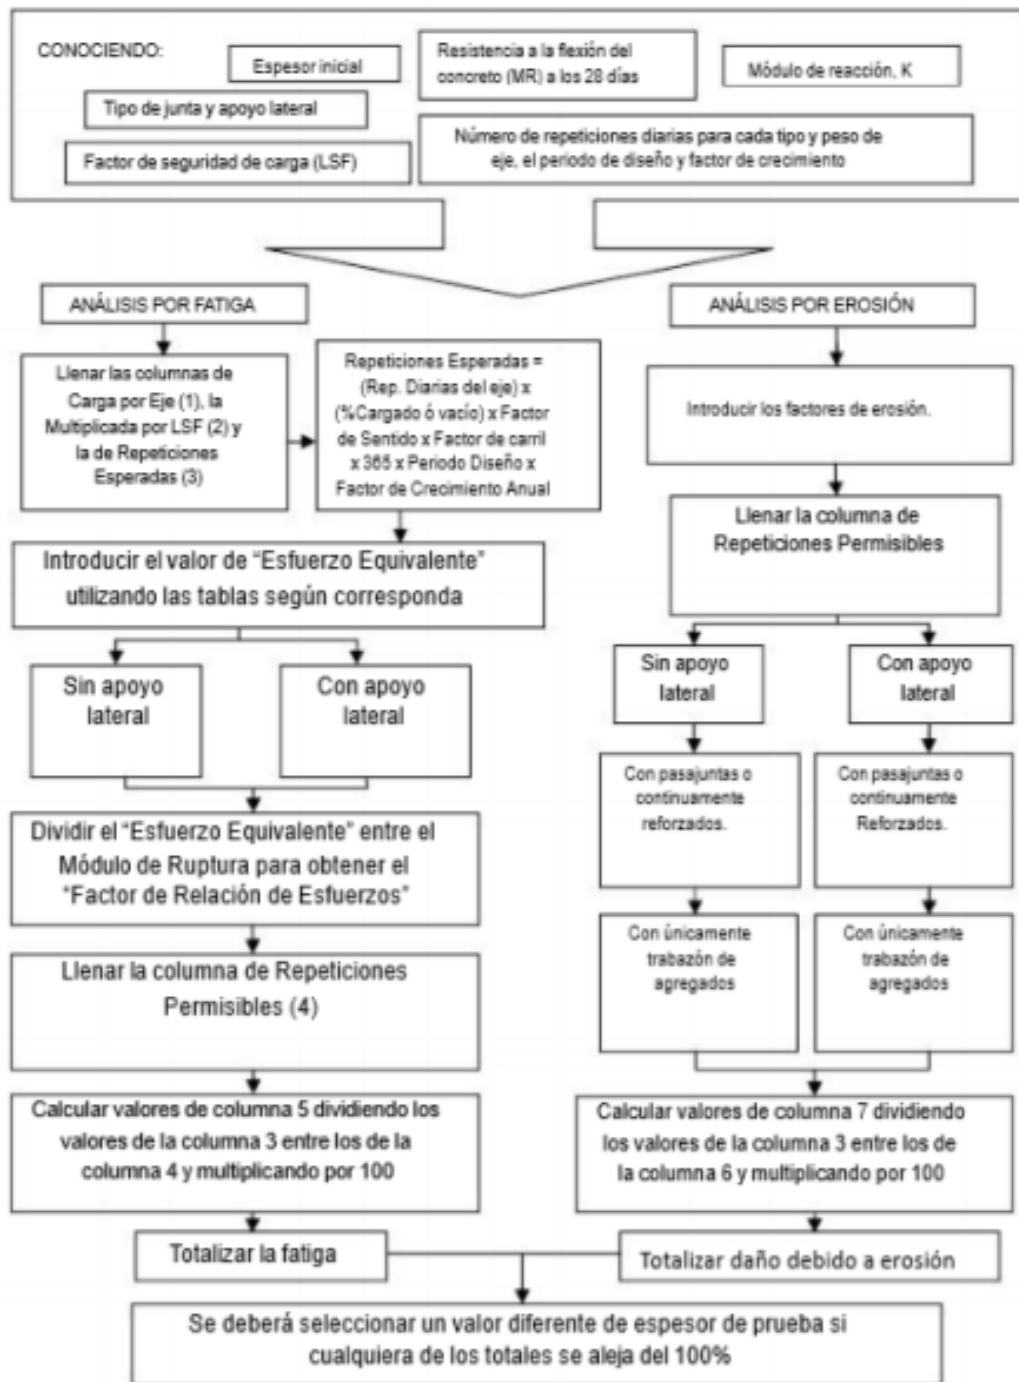 CONOCIENDO:
Espesor inicial
Resistencia a la flexión del
concreto (MR) a los 28 días
Módulo de reacción, K
Tipo de junta y apoyo lateral
Factor de seguridad de carga (LSF)
Número de repeticiones diarias para cada tipo y peso de
eje, el periodo de diseño y factor de crecimiento
ANÁLISIS POR FATIGA
Llenar las columnas de
Carga por Eje (1), la
Multiplicada por LSF (2) y
la de Repeticiones
Esperadas (3)
Repeticiones Esperadas =
(Rep. Diarias del eje) x
(%Cargado ó vacío) x Factor
de Sentido x Factor de carril
x 365 x Periodo Diseño x
Factor de Crecimiento Anual
Introducir el valor de “Esfuerzo Equivalente”
utilizando las tablas según corresponda
Sin apoyo
lateral
Con apoyo
lateral
Dividir el “Esfuerzo Equivalente” entre el
Módulo de Ruptura para obtener el
“Factor de Relación de Esfuerzos”
Llenar la columna de Repeticiones
Permisibles (4)
Calcular valores de columna 5 dividiendo los
valores de la columna 3 entre los de la
columna 4 y multiplicando por 100
Totalizar la fatiga
ANÁLISIS POR EROSIÓN
Introducir los factores de erosión.
Llenar la columna de
Repeticiones Permisibles
Sin apoyo
lateral
Con apoyo
lateral
Con pasajuntas o
continuamente
reforzados.
Con pasajuntas o
continuamente
Reforzados.
Con únicamente
trabazón de
agregados
Con únicamente
trabazón de
agregados
Calcular valores de columna 7 dividiendo
los valores de la columna 3 entre los de
la columna 6 y multiplicando por 100
Totalizar daño debido a erosión
Se deberá seleccionar un valor diferente de espesor de prueba si
cualquiera de los totales se aleja del 100%